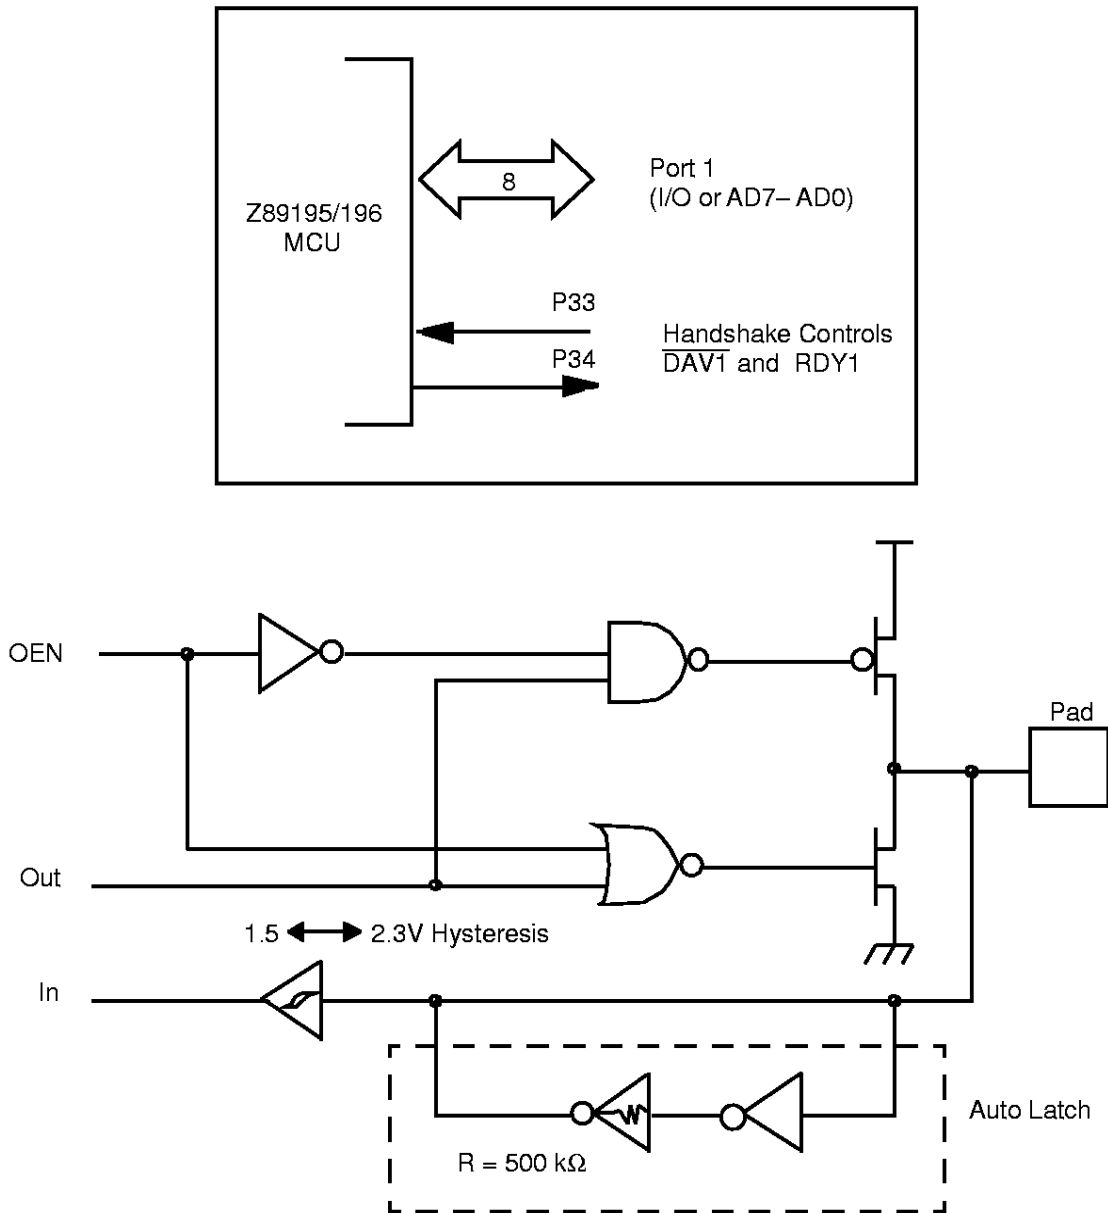 Z89195/196
MCU
8
Port 1
(I/O or AD7– AD0)
P33
P34
Handshake Controls
D̅A̅V̅1̅ and RDY1
OEN
Pad
Out
1.5 2.3V Hysteresis
In
Auto Latch
R = 500 kΩ